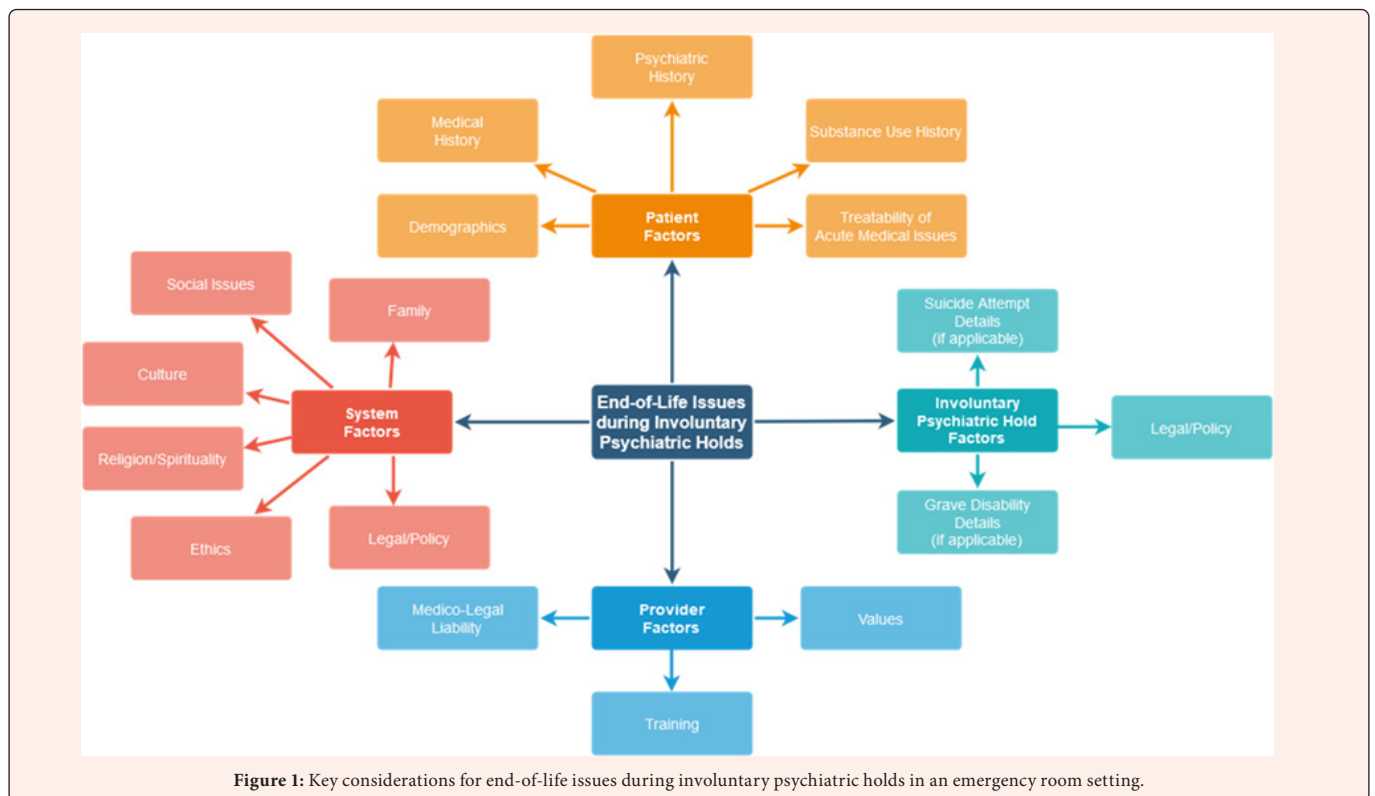 Psychiatric
History
Medical
History
Substance Use History
Demographics
Patient
Factors
Treatability of
Acute Medical Issues
Social Issues
Family
Culture
System
Factors
Religion/Spirituality
Ethics
Legal/Policy
End-of-Life Issues
during Involuntary
Psychiatric Holds
Suicide Attempt
Details
(if applicable)
Involuntary
Psychiatric Hold
Factors
Legal/Policy
Grave Disability
Details
(if applicable)
Medico-Legal
Liability
Provider
Factors
Values
Training
Figure 1: Key considerations for end-of-life issues during involuntary psychiatric holds in an emergency room setting.